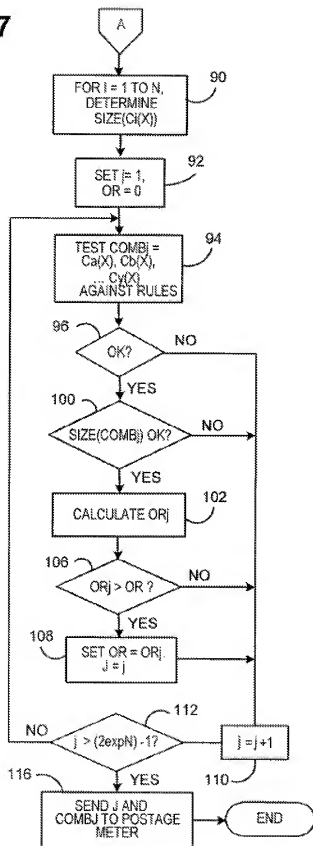 7
A
FOR I = 1 TO N,
DETERMINE
SIZE(Ci(X))
90
SET j= 1,
OR = 0
92
TEST COMBj =
Ca(X), Cb(X),
... Cy(X)
AGAINST RULES
94
96
OK?
NO
YES
100
SIZE(COMBj) OK?
NO
YES
CALCULATE ORj
102
106
ORj > OR ?
NO
YES
108
SET OR = ORj.
J = j
NO
112
j > (2expN) -1?
j = j+1
110
YES
116
SEND J AND
COMBJ TO POSTAGE
METER
END